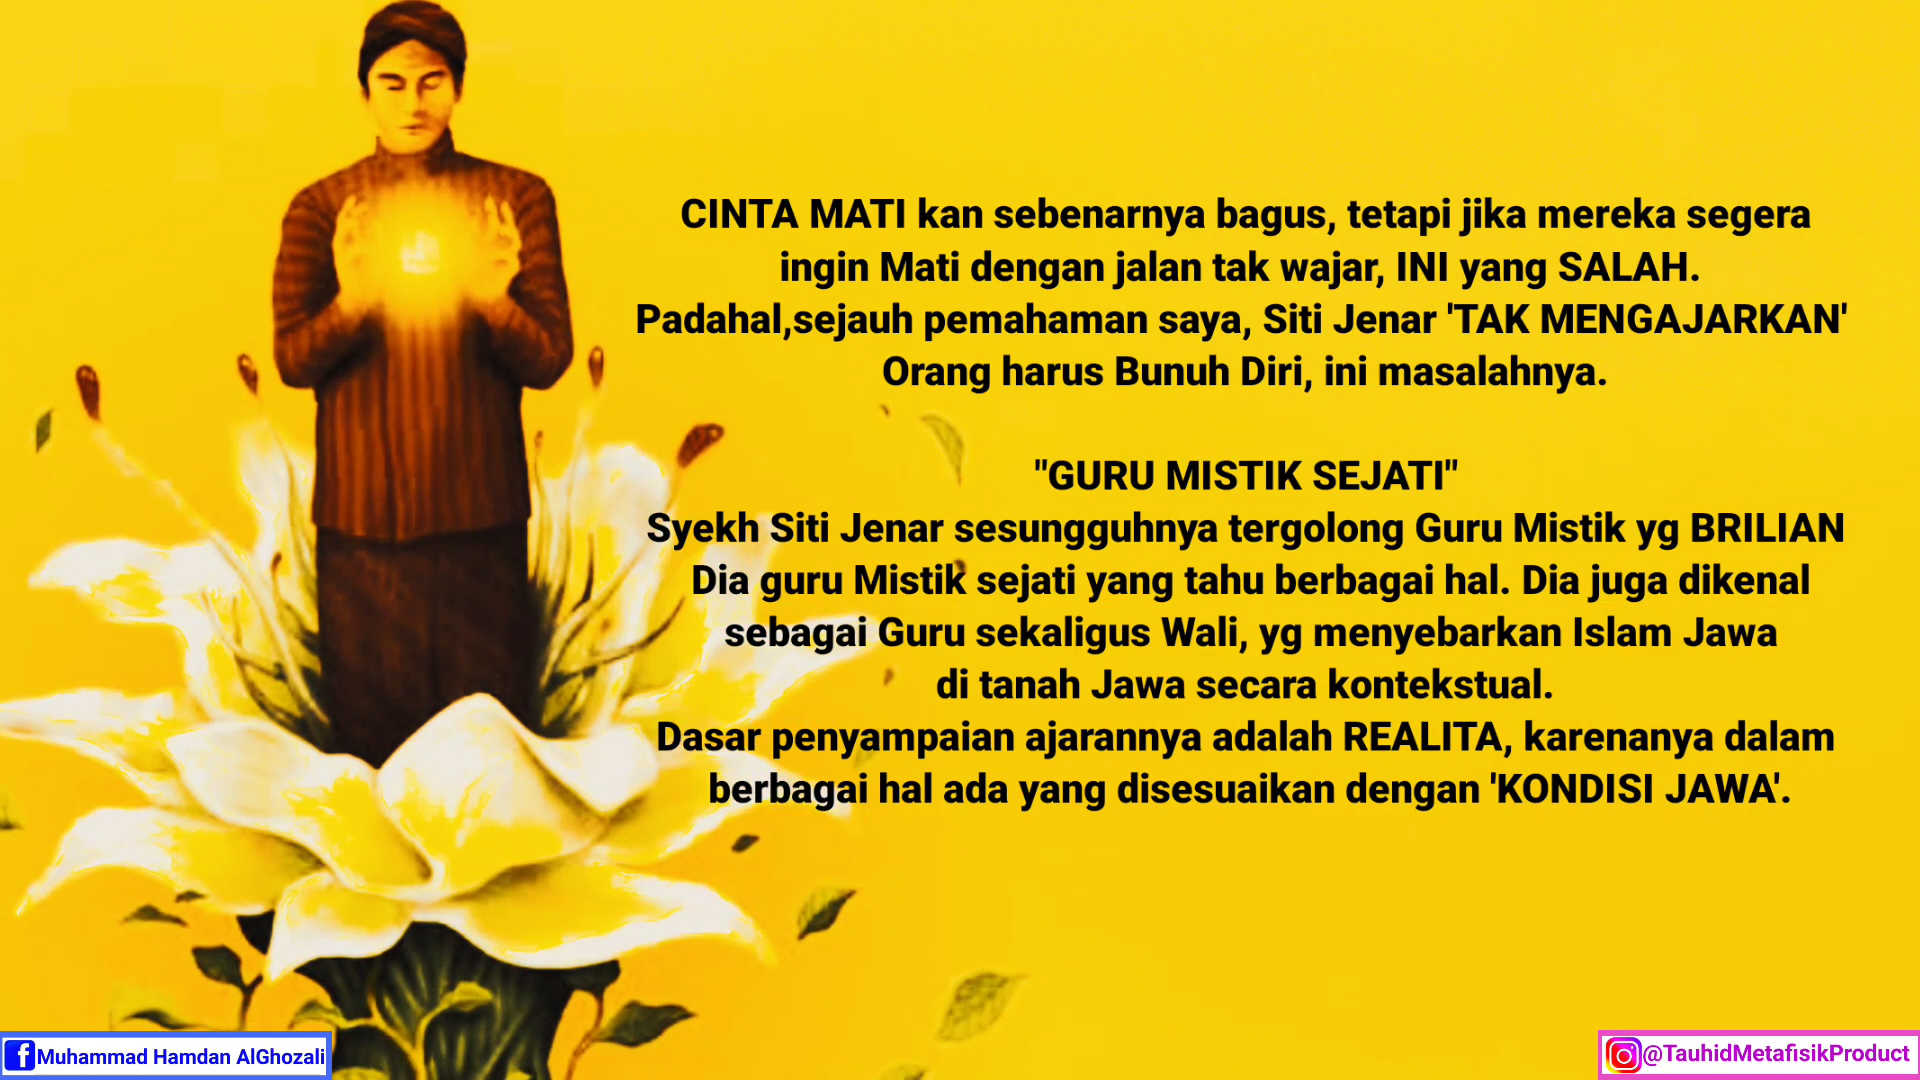 CINTA MATI kan sebenarnya bagus, tetapi jika mereka segera
ingin Mati dengan jalan tak wajar, INI yang SALAH.
Padahal,sejauh pemahaman saya, Siti Jenar 'TAK MENGAJARKAN'
Orang harus Bunuh Diri, ini masalahnya.
"GURU MISTIK SEJATI"
Syekh Siti Jenar sesungguhnya tergolong Guru Mistik yg BRILIAN
Dia guru Mistik sejati yang tahu berbagai hal. Dia juga dikenal
sebagai Guru sekaligus Wali, yg menyebarkan Islam Jawa
di tanah Jawa secara kontekstual.
Dasar penyampaian ajarannya adalah REALITA, karenanya dalam
berbagai hal ada yang disesuaikan dengan 'KONDISI JAWA'.
Muhammad Hamdan AlGhozali
@TauhidMetafisikProduct